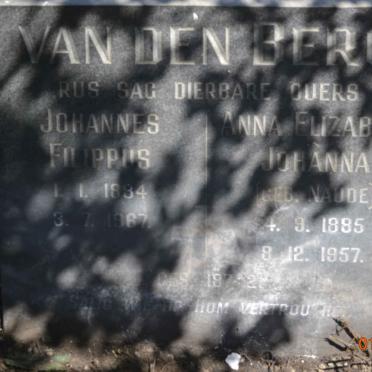 VAN DEN BERG
RUS SAG DIERBARE OUERS
JOHANNES
FILIPPUS
1. 1. 1884
3. 7. 1967
ANNA ELIZAB
JOHANNA
(GEB. NAUDE)
4. 9. 1885
8. 12. 1957.
HOM VERTROU